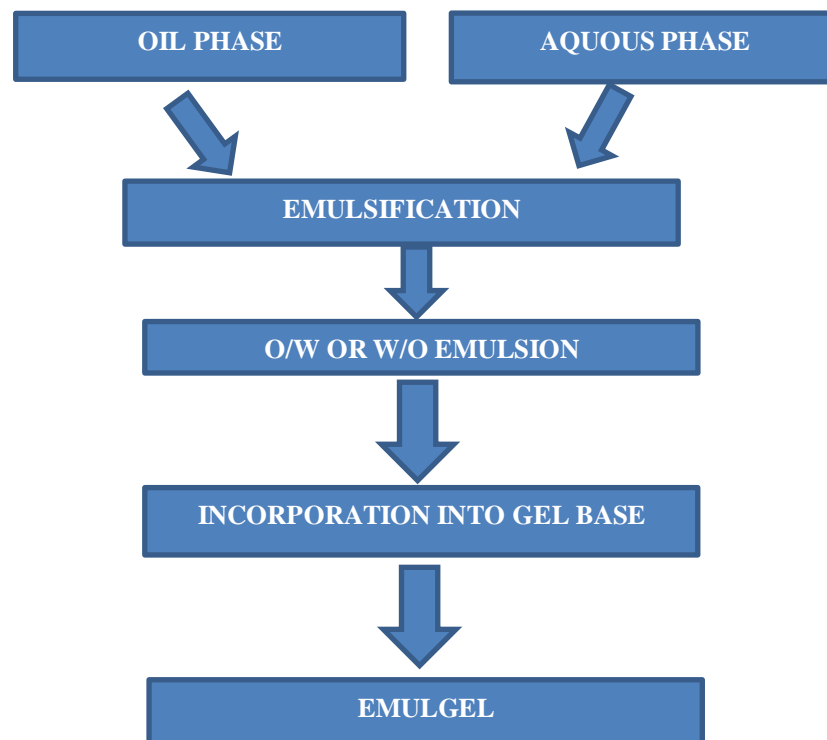 OIL PHASE
AQUOUS PHASE
EMULSIFICATION
O/W OR W/O EMULSION
INCORPORATION INTO GEL BASE
EMULGEL